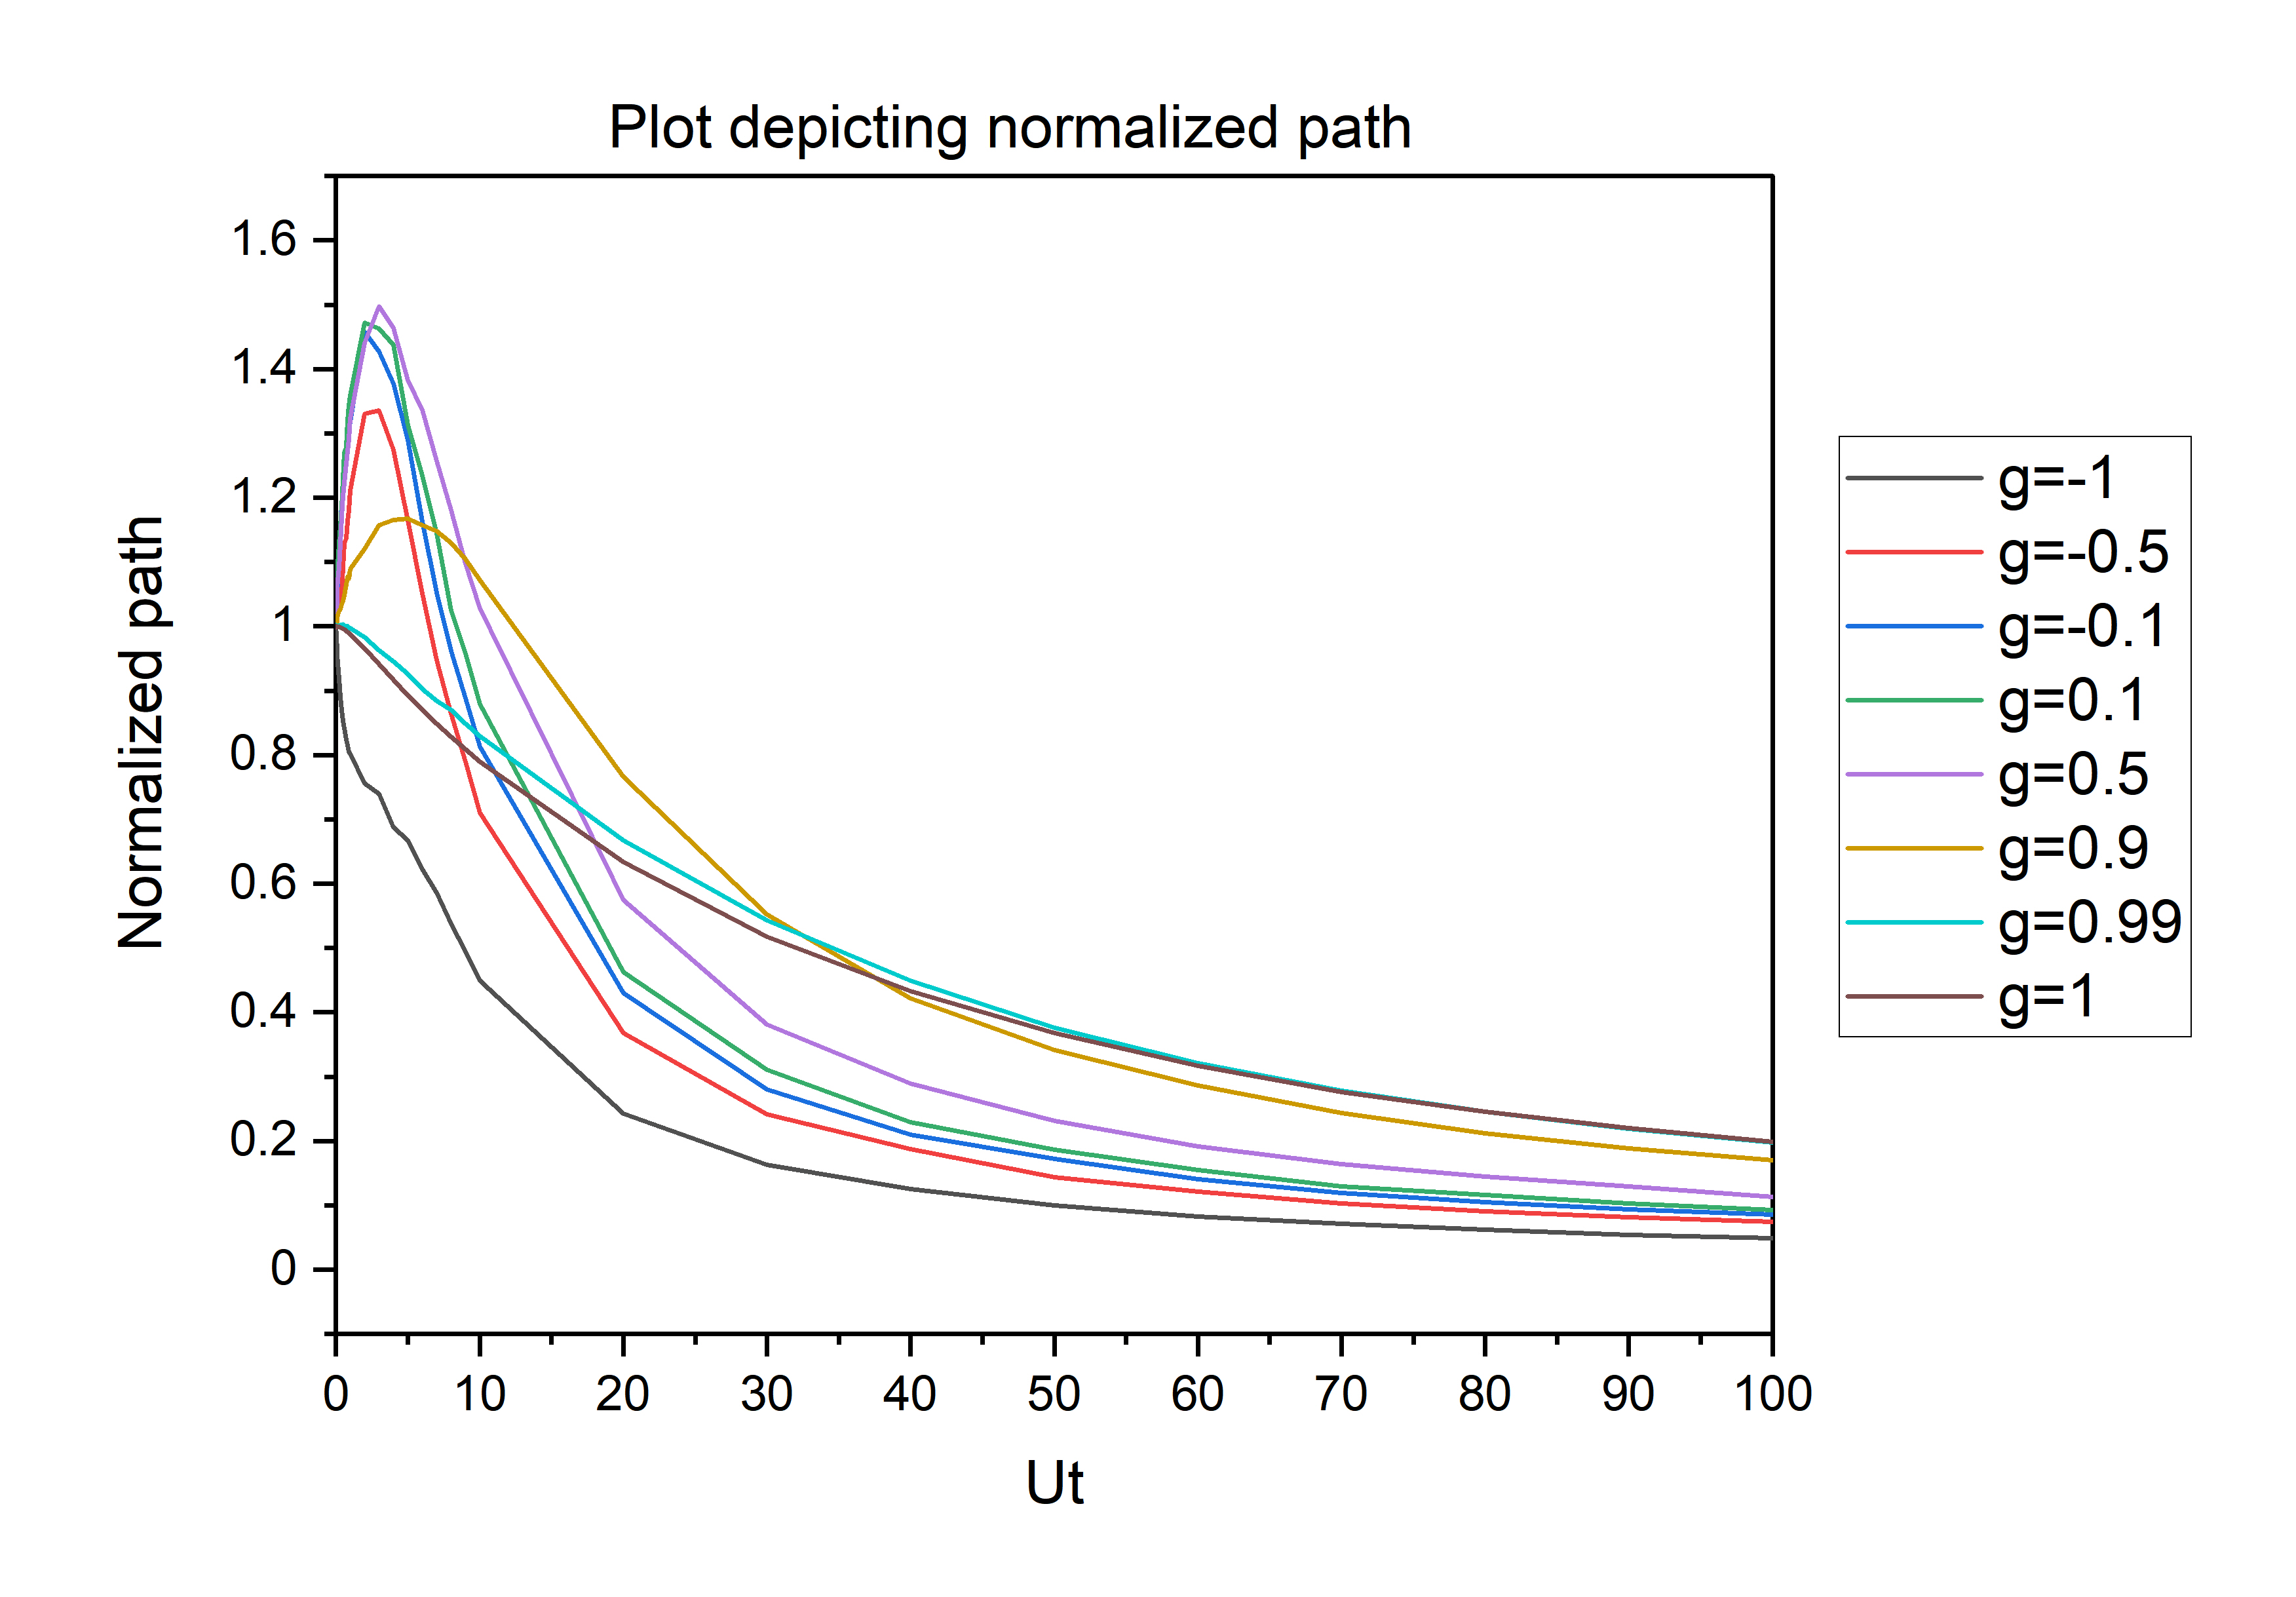 Plot depicting normalized path
Normalized path
1.6
1.4
1.2
1
0.8
0.6
0.4
0.2
0
0 10 20 30 40 50 60 70 80 90 100
Ut
g=-1
g=-0.5
g=-0.1
g=0.1
g=0.5
g=0.9
g=0.99
g=1